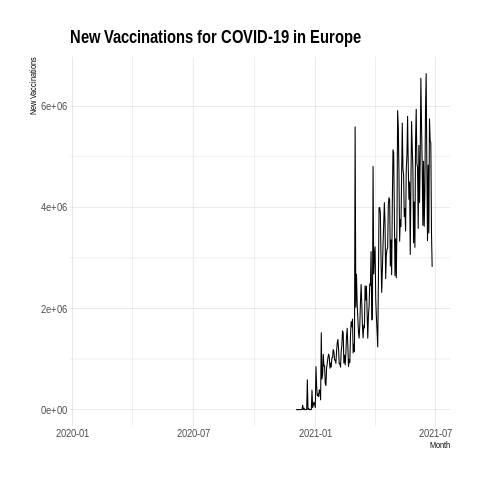 New Vaccinations for COVID-19 in Europe
New Vaccinations
6e+06
4e+06
2e+06
0e+00
2020-01 2020-07 2021-01 2021-07
Month